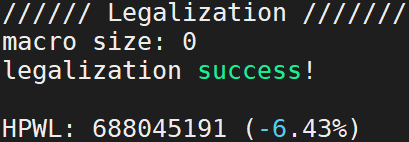 ////// Legalization ///////
macro size: 0
legalization success!
HPWL: 688045191 (-6.43%)